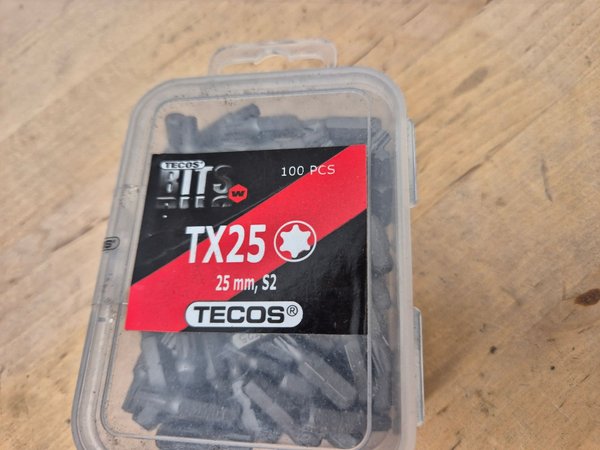 TECOS
BITS
W
100 PCS
TX25
25 mm, S2
TECOS®